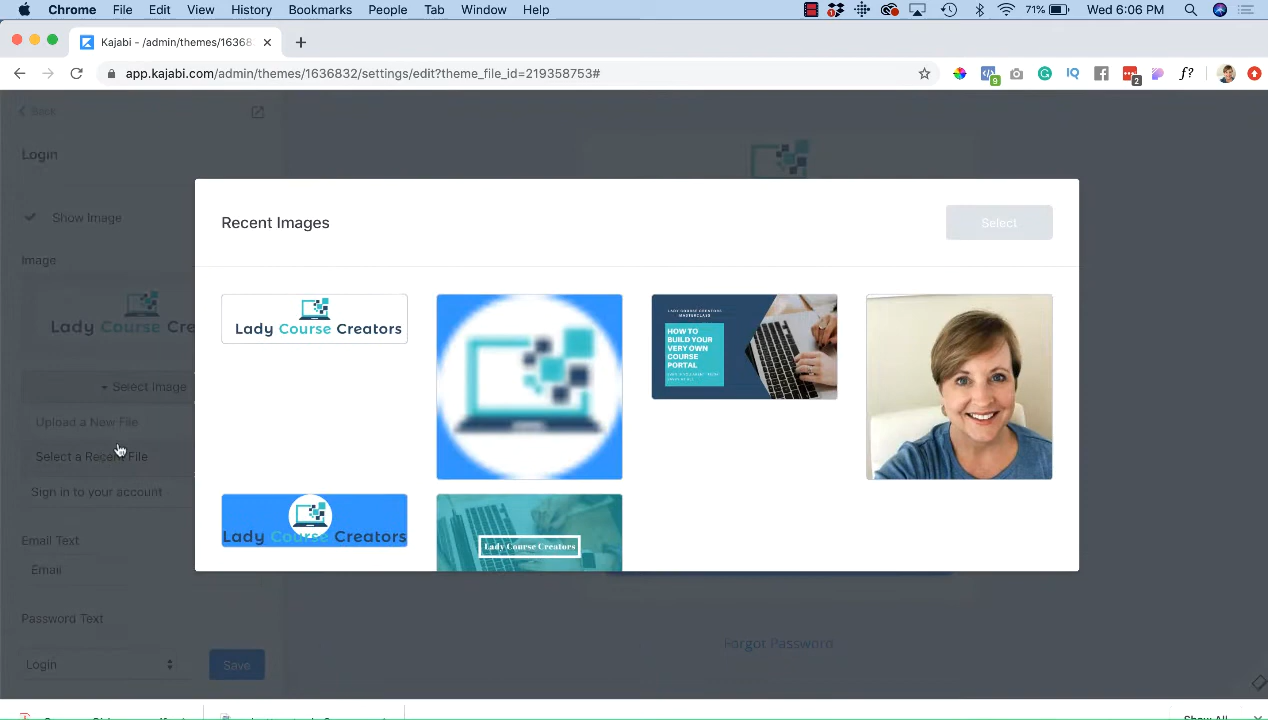 Chrome File Edit View History Bookmarks People Tab Window Help 71% Wed 6:06 PM
Kajabi - /admin/themes/16368
app.kajabi.com/admin/themes/1636832/settings/edit?theme_file_id=219358753#
9
2
f?
Back
Login
Show Image
Image
Lady Course Cre
Select Image
Upload a New File
Select a Recent File
Sign in to your account
Email Text
Email
Password Text
Login
Save
Recent Images
Select
Lady Course Creators
LADY COURSE CREATORS
MASTERCLASS
HOW TO
BUILD YOUR
VERY OWN
COURSE
PORTAL
Lady Course Creators
Lady Course Creators
Forgot Password
Show All